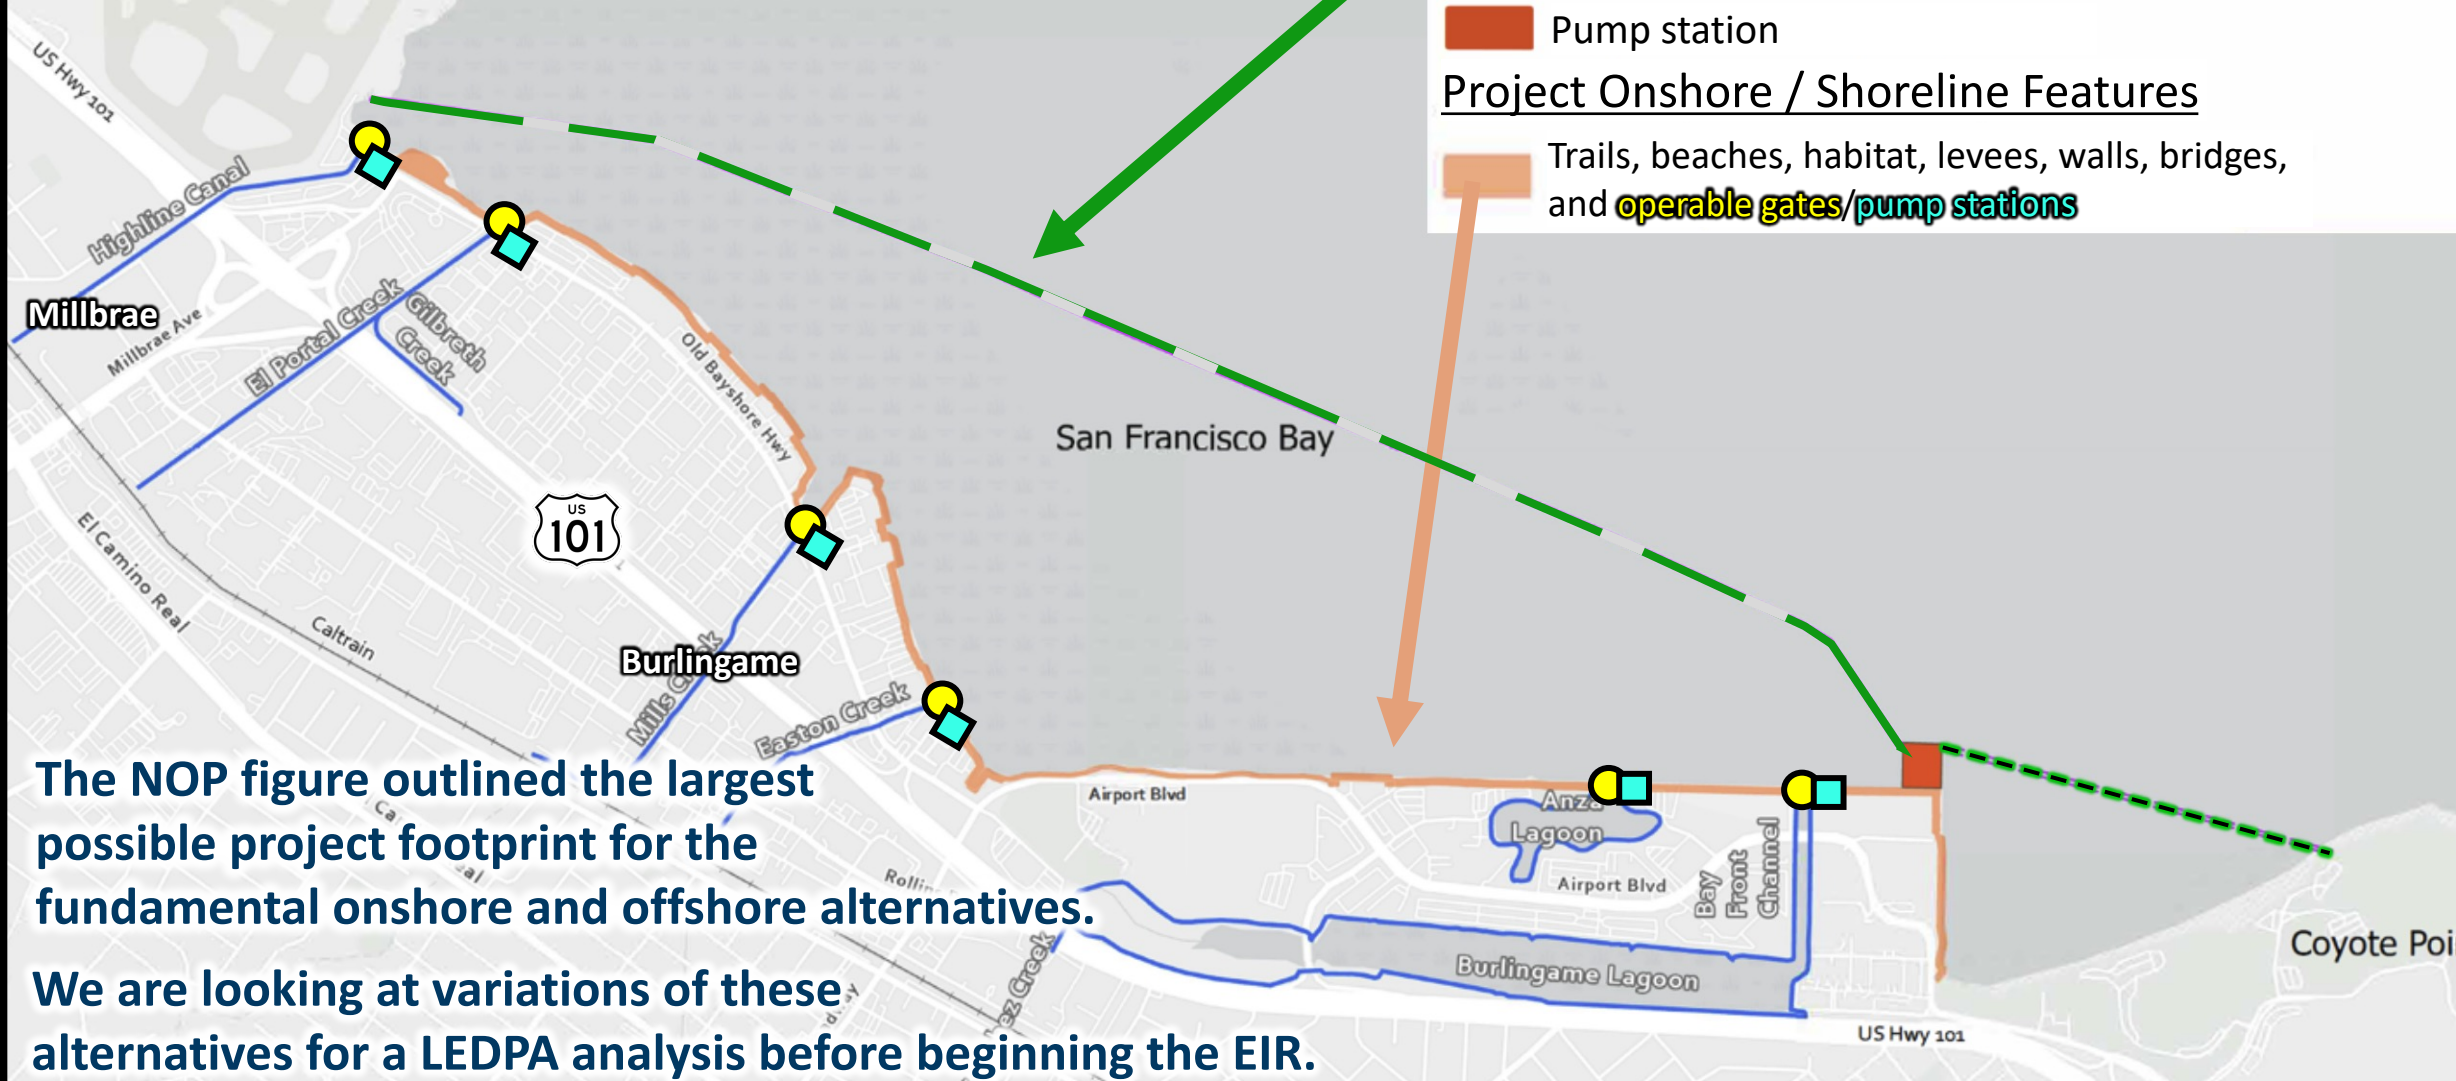 Pump station
Project Onshore / Shoreline Features
Trails, beaches, habitat, levees, walls, bridges,
and operable gates/pump stations
US Hwy 101
Highline Canal
Millbrae
Millbrae Ave
El Portal Creek
Gilbreth
Creek
Old Bayshore Hwy
San Francisco Bay
US
101
El Camino Real
Caltrain
Burlingame
Mills
Easton Creek
Airport Blvd
Anza
Lagoon
Airport Blvd
Bay
Front
Channel
Burlingame Lagoon
Coyote
US Hwy 101
The NOP figure outlined the largest
possible project footprint for the
fundamental onshore and offshore alternatives.
We are looking at variations of these
alternatives for a LEDPA analysis before beginning the EIR.